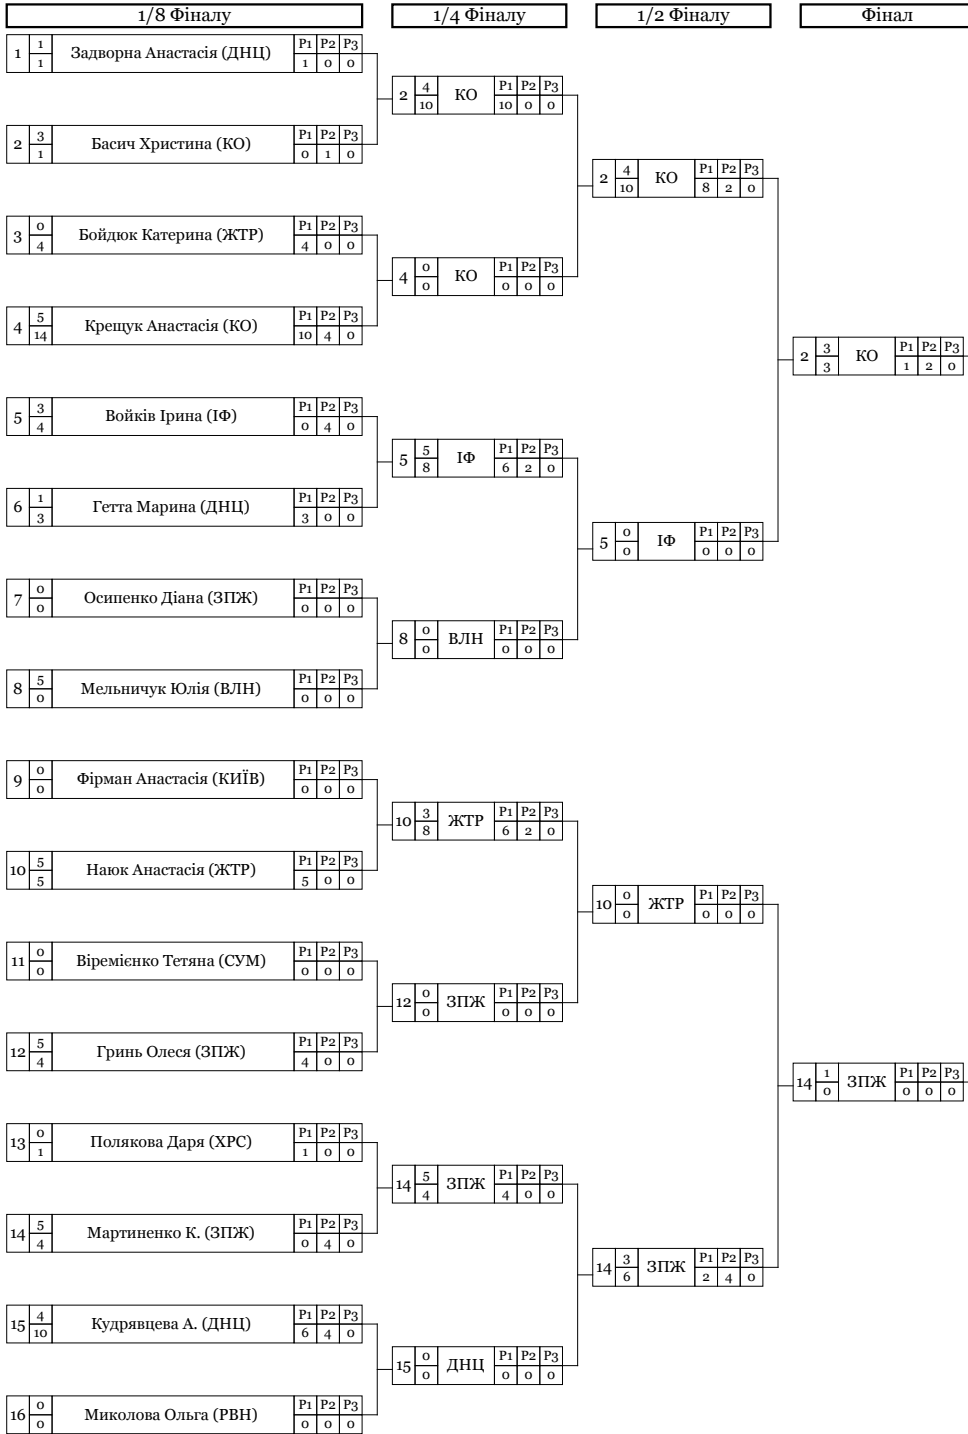 1/8 Фіналу
1/4 Фіналу
1/2 Фіналу
Фінал
1 1 Задворна Анастасія (ДНЦ) P1 P2 P3
1 1 0 0
2 4 КО P1 P2 P3
10 10 0 0
2 3 Басич Христина (КО) P1 P2 P3
1 0 1 0
2 4 КО P1 P2 P3
10 8 2 0
3 0 Бойдюк Катерина (ЖТР) P1 P2 P3
4 4 0 0
4 0 КО P1 P2 P3
0 0 0 0
4 5 Крещук Анастасія (КО) P1 P2 P3
14 10 4 0
2 3 КО P1 P2 P3
3 1 2 0
5 3 Войків Ірина (ІФ) P1 P2 P3
4 0 4 0
5 5 ІФ P1 P2 P3
8 6 2 0
6 1 Гетта Марина (ДНЦ) P1 P2 P3
3 3 0 0
5 0 ІФ P1 P2 P3
0 0 0 0
7 0 Осипенко Діана (ЗПЖ) P1 P2 P3
0 0 0 0
8 0 ВЛН P1 P2 P3
0 0 0 0
8 5 Мельничук Юлія (ВЛН) P1 P2 P3
0 0 0 0
9 0 Фірман Анастасія (КИЇВ) P1 P2 P3
0 0 0 0
10 3 ЖТР P1 P2 P3
8 6 2 0
10 5 Наюк Анастасія (ЖТР) P1 P2 P3
5 5 0 0
10 0 ЖТР P1 P2 P3
0 0 0 0
11 0 Віремієнко Тетяна (СУМ) P1 P2 P3
0 0 0 0
12 0 ЗПЖ P1 P2 P3
0 0 0 0
12 5 Гринь Олеся (ЗПЖ) P1 P2 P3
4 4 0 0
14 1 ЗПЖ P1 P2 P3
0 0 0 0
13 0 Полякова Даря (ХРС) P1 P2 P3
1 1 0 0
14 5 ЗПЖ P1 P2 P3
4 4 0 0
14 5 Мартиненко К. (ЗПЖ) P1 P2 P3
4 0 4 0
14 3 ЗПЖ P1 P2 P3
6 2 4 0
15 4 Кудрявцева А. (ДНЦ) P1 P2 P3
10 6 4 0
15 0 ДНЦ P1 P2 P3
0 0 0 0
16 0 Миколова Ольга (РВН) P1 P2 P3
0 0 0 0